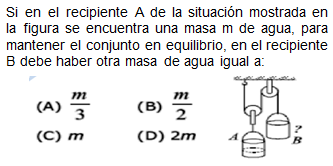 Si en el recipiente A de la situación mostrada en
la figura se encuentra una masa m de agua, para
mantener el conjunto en equilibrio, en el recipiente
B debe haber otra masa de agua igual a:
(A) m/3 (B) m/2
(C) m (D) 2m
A ? B